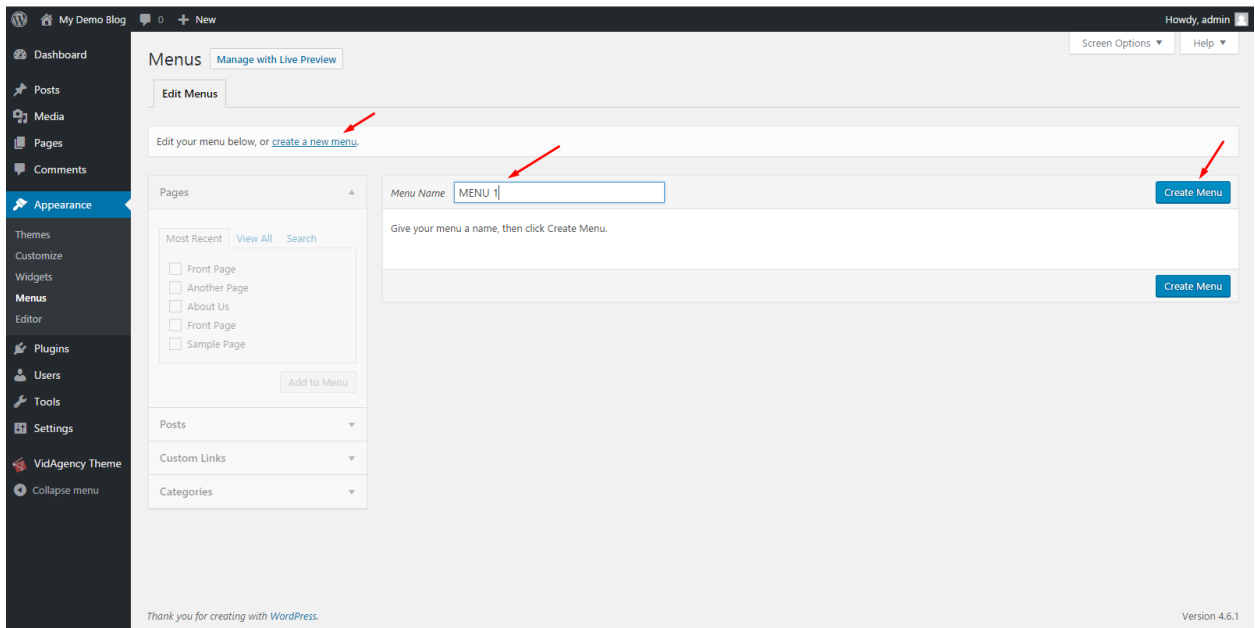 My Demo Blog 0 + New Howdy, admin
Dashboard
Posts
Media
Pages
Comments
Appearance
Themes
Customize
Widgets
Menus
Editor
Plugins
Users
Tools
Settings
VidAgency Theme
Collapse menu
Screen Options Help
Menus Manage with Live Preview
Edit Menus
Edit your menu below, or create a new menu.
Pages
Most Recent View All Search
Front Page
Another Page
About Us
Front Page
Sample Page
Add to Menu
Posts
Custom Links
Categories
Menu Name MENU 1 Create Menu
Give your menu a name, then click Create Menu.
Create Menu
Thank you for creating with WordPress. Version 4.6.1